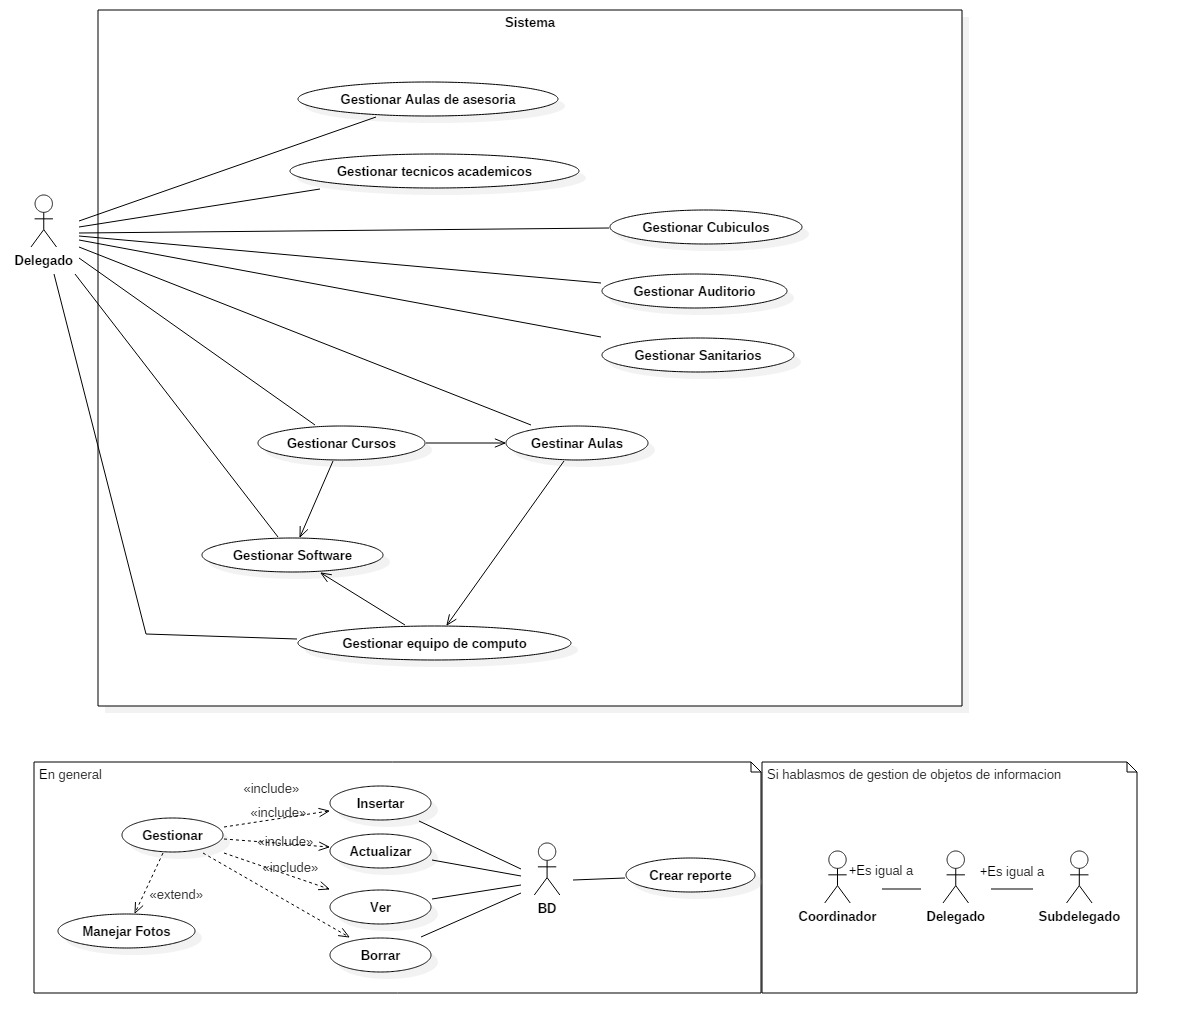 Sistema
Gestionar Aulas de asesoria
Gestionar tecnicos academicos
Gestionar Cubiculos
Delegado
Gestionar Auditorio
Gestionar Sanitarios
Gestionar Cursos
Gestinar Aulas
Gestionar Software
Gestionar equipo de computo
En general
«include»
«include»
«include»
«include»
«extend»
Gestionar
Manejar Fotos
Insertar
Actualizar
Ver
Borrar
BD
Crear reporte
Si hablasmos de gestion de objetos de informacion
+Es igual a
+Es igual a
Coordinador
Delegado
Subdelegado